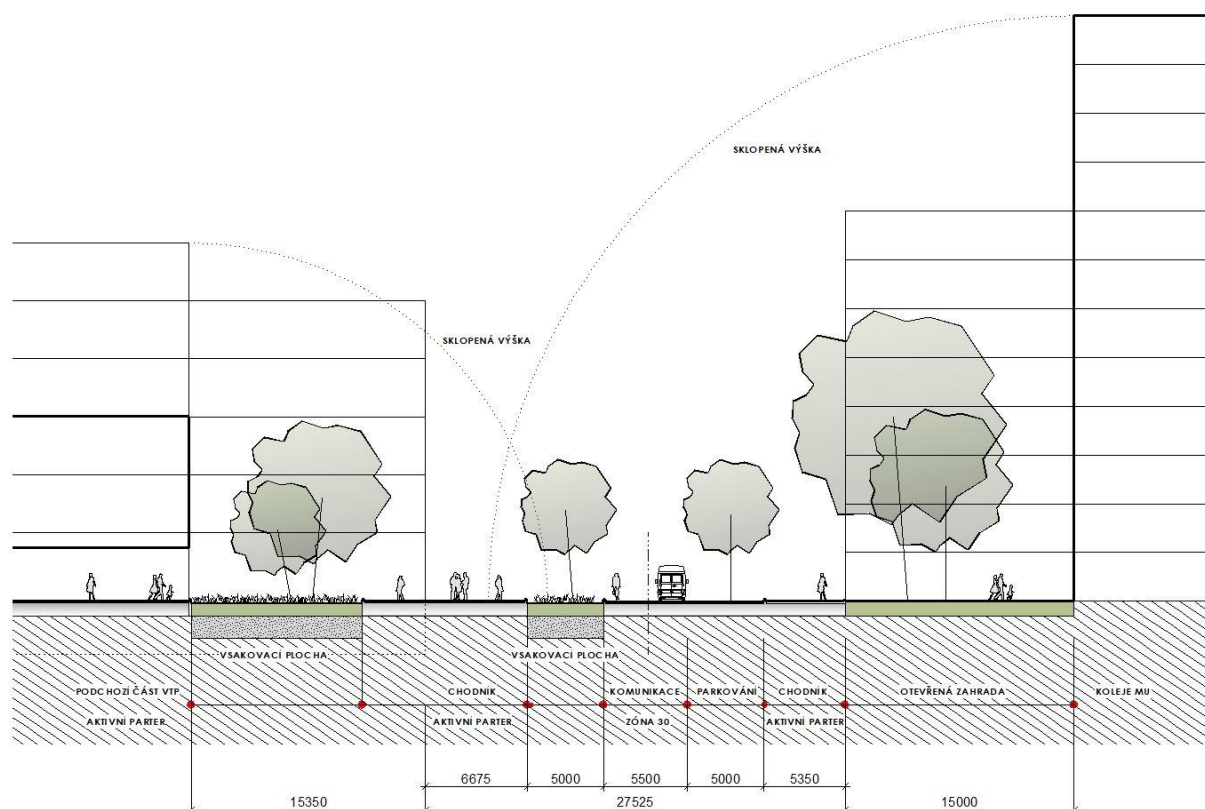 SKLOPENÁ VÝŠKA
SKLOPENÁ VÝŠKA
VSAKOVACÍ PLOCHA VSAKOVACÍ PLOCHA
PODCHOZÍ ČÁST VTP CHODNÍK KOMUNIKACE PARKOVÁNÍ CHODNÍK OTEVŘENÁ ZAHRADA KOLEJE MU
AKTIVNÍ PARTER AKTIVNÍ PARTER ZÓNA 30 AKTIVNÍ PARTER
6675 5000 5500 5000 5350
15350 27525 15000